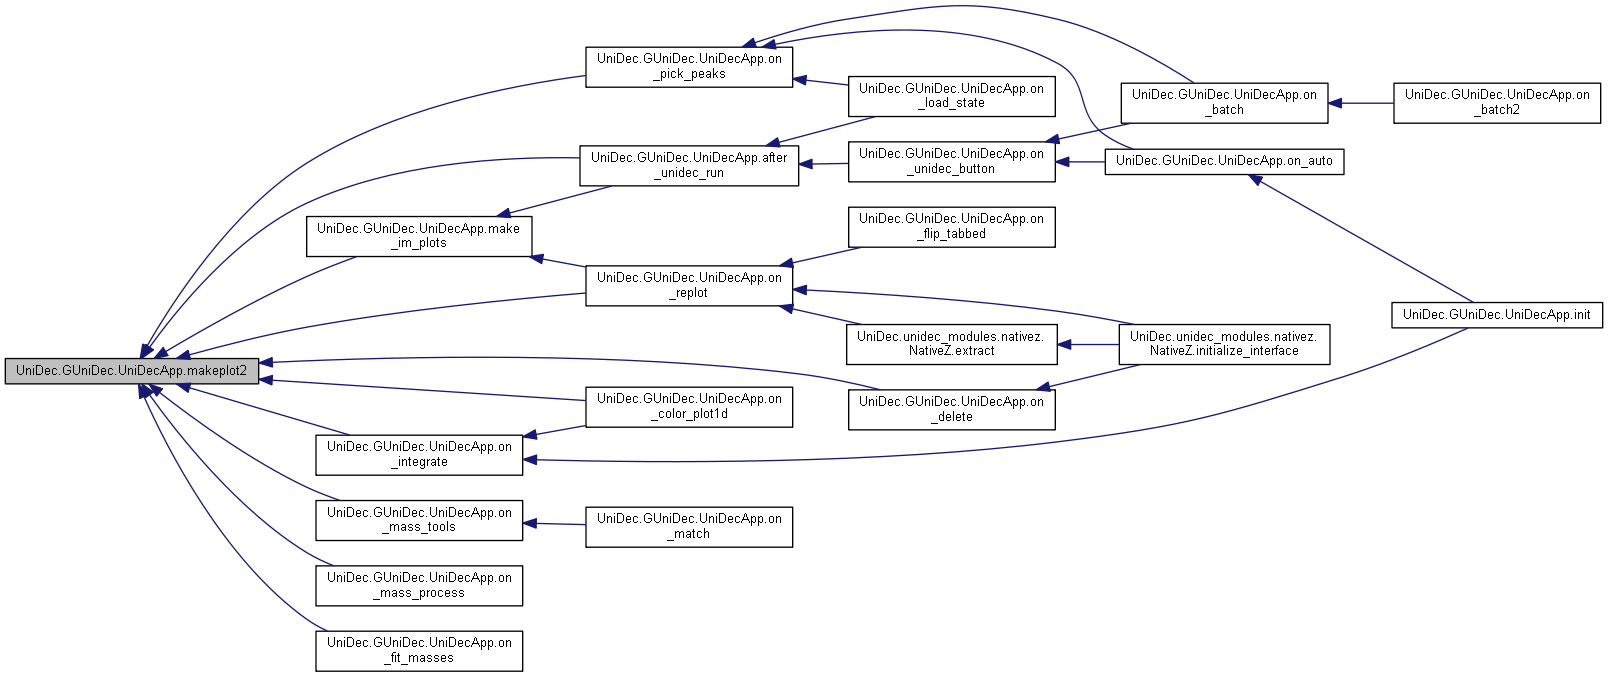 UniDec.GUniDec.UniDecApp.on
_pick_peaks
UniDec.GUniDec.UniDecApp.on
_load_state
UniDec.GUniDec.UniDecApp.on
_batch
UniDec.GUniDec.UniDecApp.on
_batch2
UniDec.GUniDec.UniDecApp.after
_unidec_run
UniDec.GUniDec.UniDecApp.on
_unidec_button
UniDec.GUniDec.UniDecApp.on_auto
UniDec.GUniDec.UniDecApp.make
_im_plots
UniDec.GUniDec.UniDecApp.on
_flip_tabbed
UniDec.GUniDec.UniDecApp.on
_replot
UniDec.GUniDec.UniDecApp.init
UniDec.unidec_modules.nativez.
NativeZ.extract
UniDec.unidec_modules.nativez.
NativeZ.initialize_interface
UniDec.GUniDec.UniDecApp.makeplot2
UniDec.GUniDec.UniDecApp.on
_color_plot1d
UniDec.GUniDec.UniDecApp.on
_delete
UniDec.GUniDec.UniDecApp.on
_integrate
UniDec.GUniDec.UniDecApp.on
_mass_tools
UniDec.GUniDec.UniDecApp.on
_match
UniDec.GUniDec.UniDecApp.on
_mass_process
UniDec.GUniDec.UniDecApp.on
_fit_masses